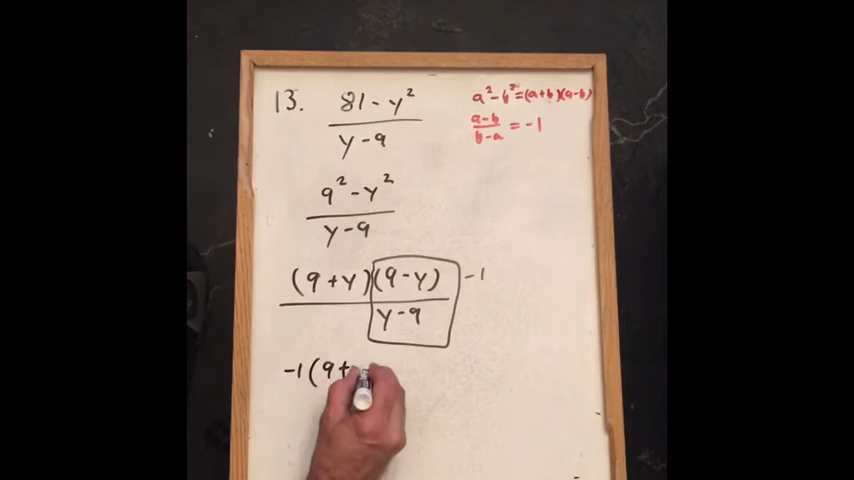 13. 81 - y²
y - 9
a² - b² = (a+b)(a-b)
a-b
b-a = -1
9² - y²
y - 9
(9 + y)(9 - y) -1
y - 9
-1(9+